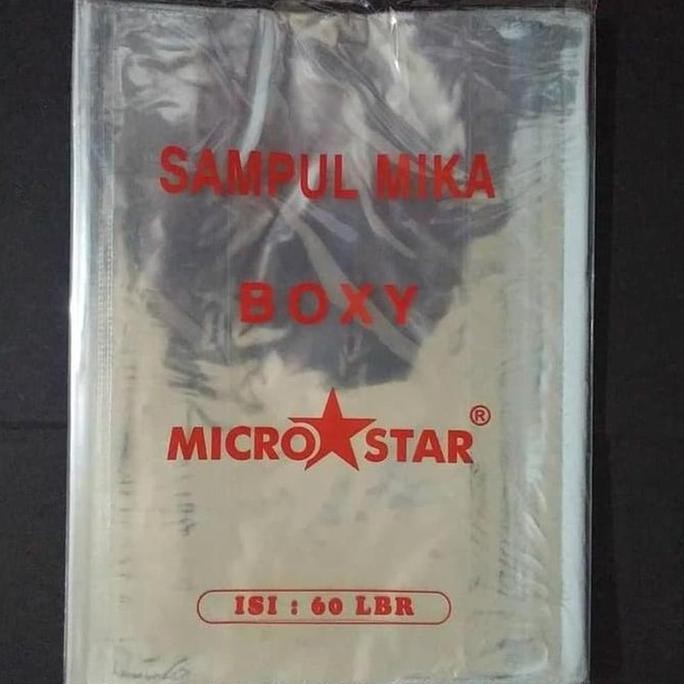 SAMPUL MIKA
BOXY
MICRO STAR ®
ISI : 60 LBR